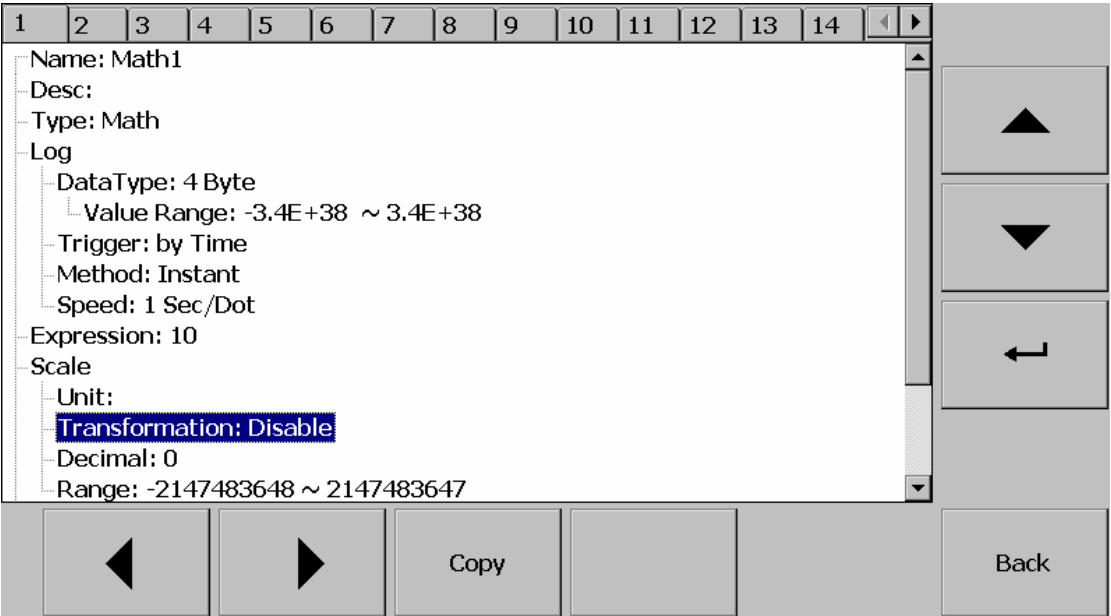 1 2 3 4 5 6 7 8 9 10 11 12 13 14
Name: Math1
Desc:
Type: Math
Log
DataType: 4 Byte
Value Range: -3.4E+38 ~ 3.4E+38
Trigger: by Time
Method: Instant
Speed: 1 Sec/Dot
Expression: 10
Scale
Unit:
Transformation: Disable
Decimal: 0
Range: -2147483648 ~ 2147483647
Copy
Back